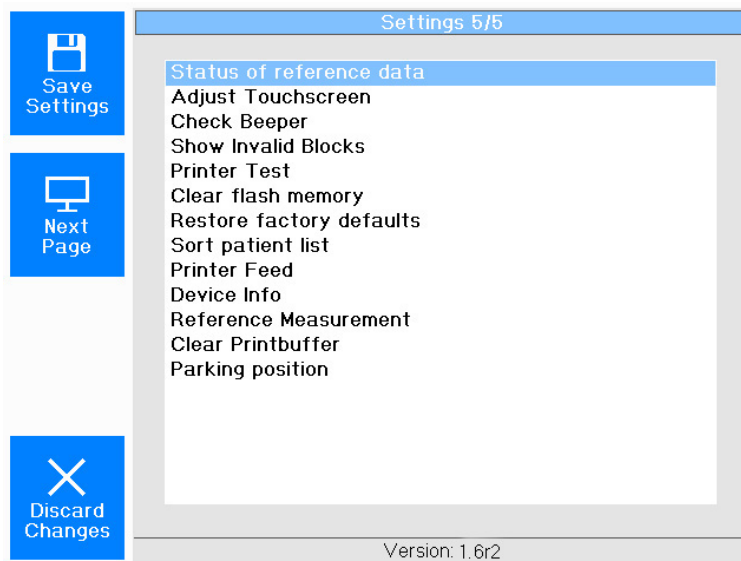 Settings 5/5
Save
Settings
Next
Page
Discard
Changes
Status of reference data
Adjust Touchscreen
Check Beeper
Show Invalid Blocks
Printer Test
Clear flash memory
Restore factory defaults
Sort patient list
Printer Feed
Device Info
Reference Measurement
Clear Printbuffer
Parking position
Version: 1.6r2